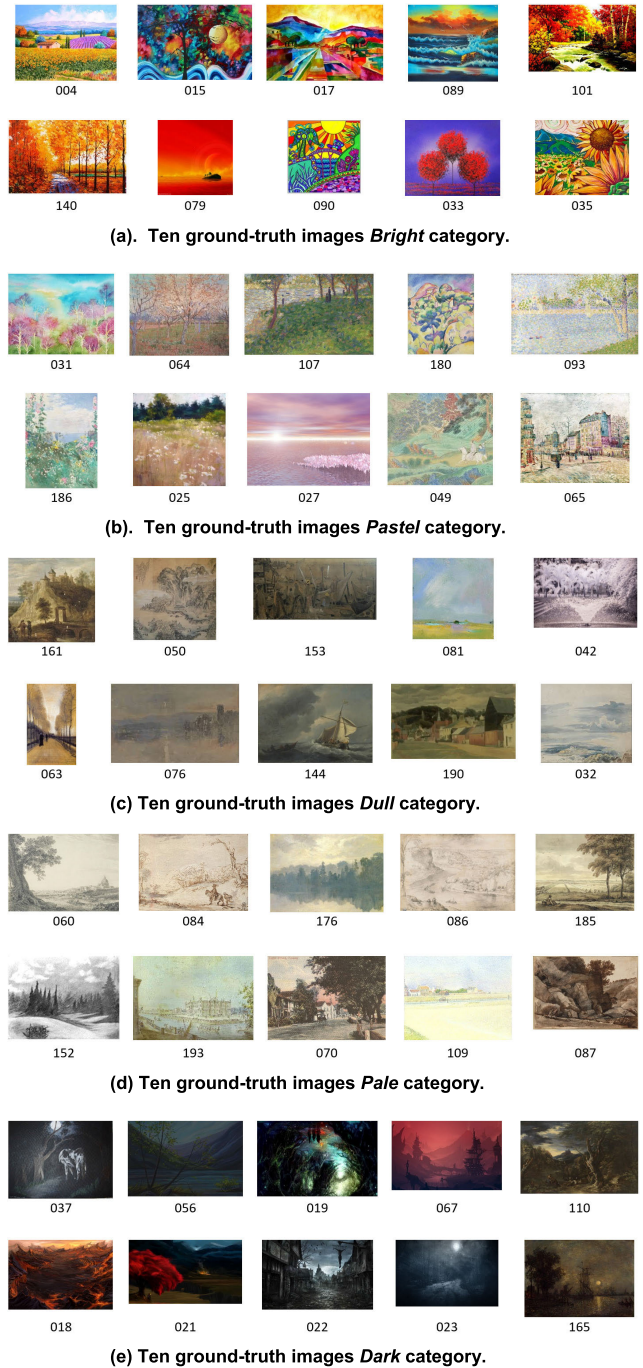 004 015 017 089 101
140 079 090 033 035
(a). Ten ground-truth images Bright category.
031 064 107 180 093
186 025 027 049 065
(b). Ten ground-truth images Pastel category.
161 050 153 081 042
063 076 144 190 032
(c) Ten ground-truth images Dull category.
060 084 176 086 185
152 193 070 109 087
(d) Ten ground-truth images Pale category.
037 056 019 067 110
018 021 022 023 165
(e) Ten ground-truth images Dark category.